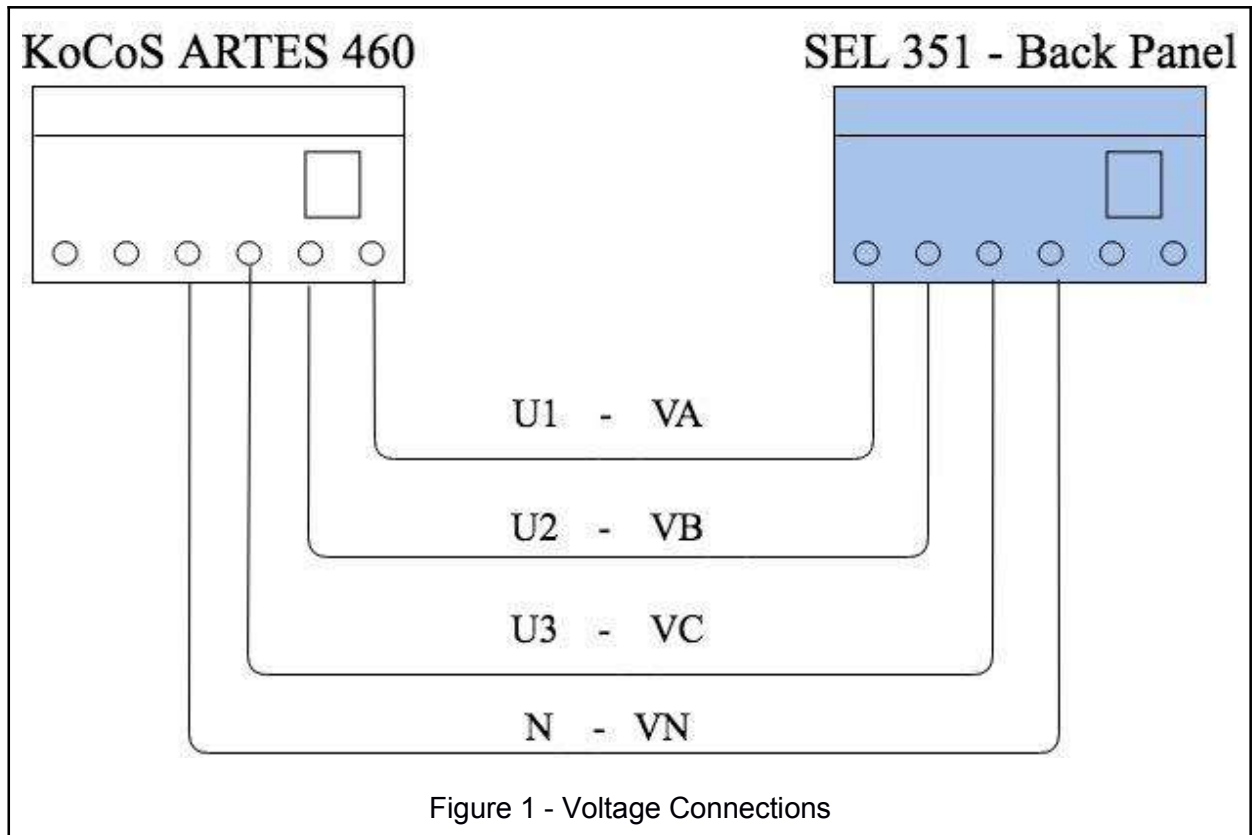 KoCoS ARTES 460
SEL 351 - Back Panel
U1 - VA
U2 - VB
U3 - VC
N - VN
Figure 1 - Voltage Connections